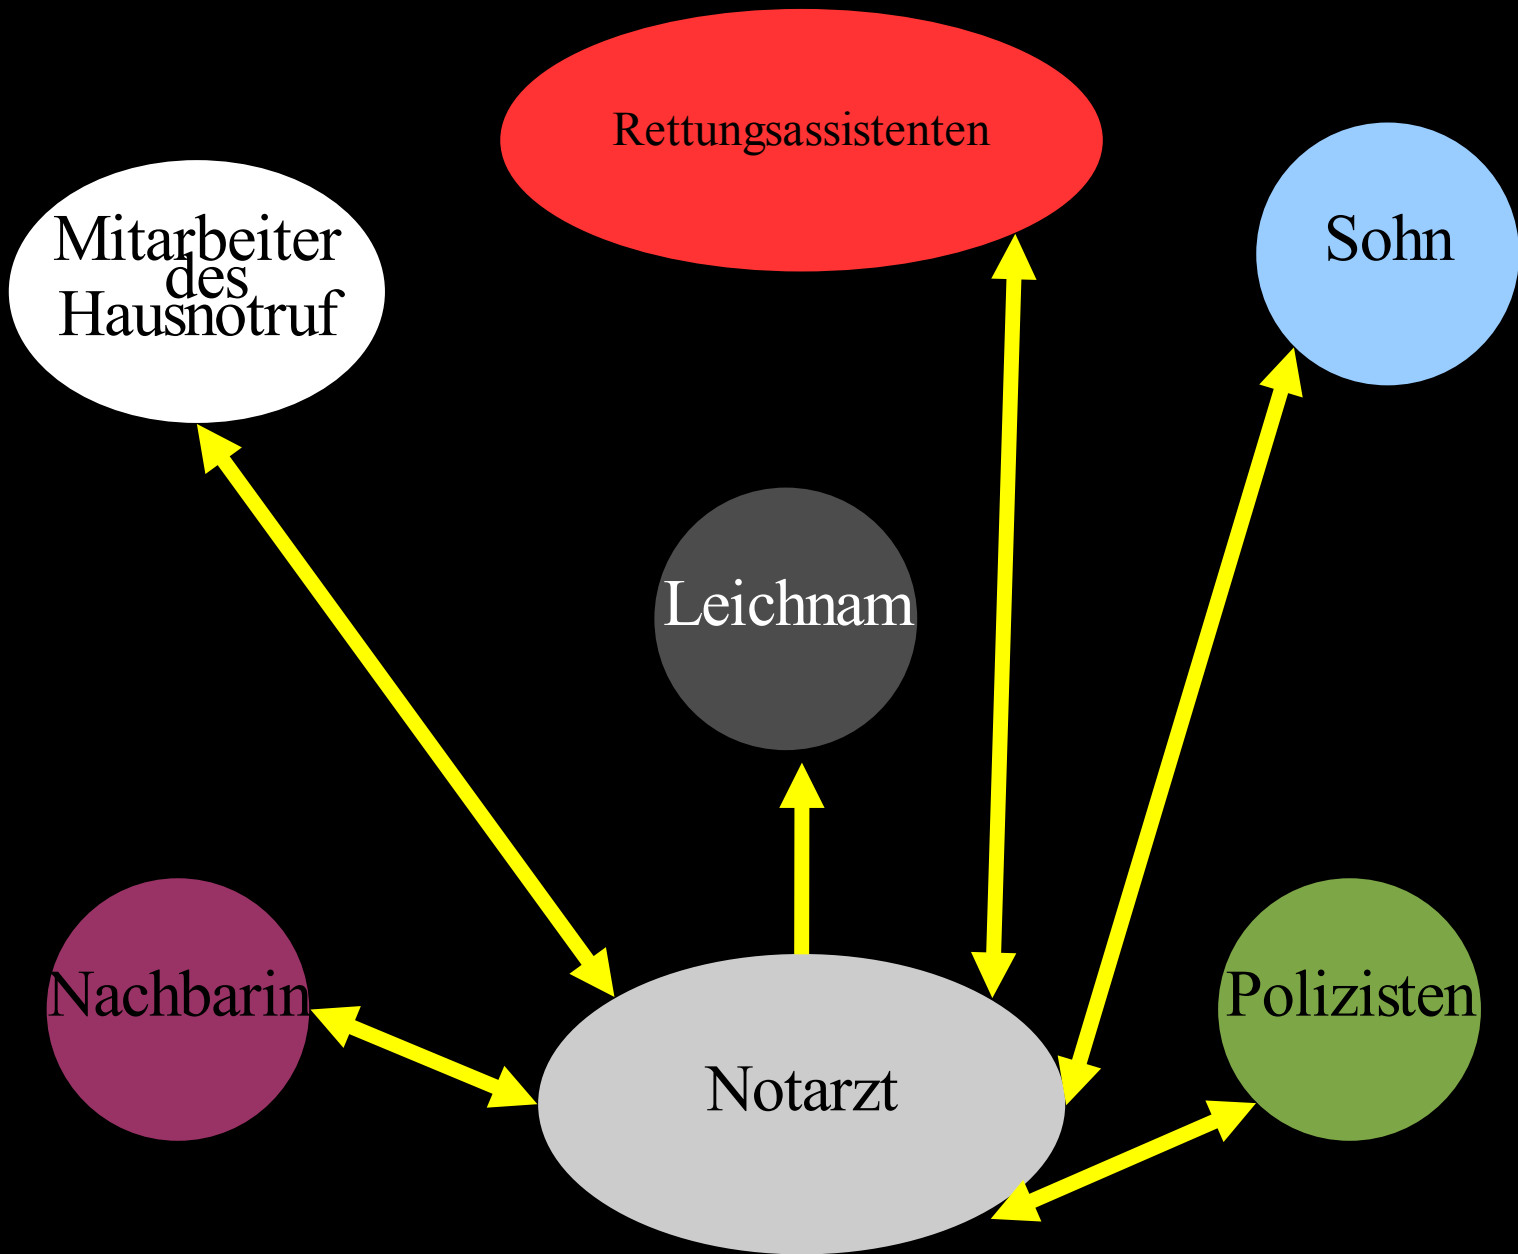 Rettungsassistenten
Mitarbeiter
des
Hausnotruf
Sohn
Leichnam
Nachbarin
Polizisten
Notarzt